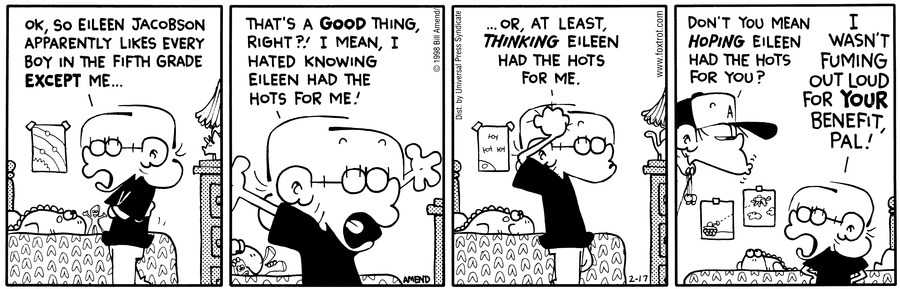 OK, SO EILEEN JACOBSON
APPARENTLY LIKES EVERY
BOY IN THE FIFTH GRADE
EXCEPT ME...
THAT'S A GOOD THING,
RIGHT?! I MEAN, I
HATED KNOWING
EILEEN HAD THE
HOTS FOR ME!
© 1998 Bill Amend/
Dist. by Universal Press Syndicate
AMEND
...OR, AT LEAST,
THINKING EILEEN
HAD THE HOTS
FOR ME.
www.foxtrot.com
2-17
DON'T YOU MEAN
HOPING EILEEN
HAD THE HOTS
FOR YOU?
A
I
WASN'T
FUMING
OUT LOUD
FOR YOUR
BENEFIT,
PAL!